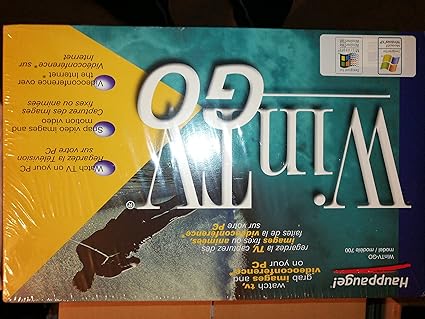 Hauppauge!
WinTV-GO
model/modèle 700
watch tv,
grab images and
videoconference
on your PC
regardez la TV, capturez des
images fixes ou animées,
faites de la videoconférence
sur votre PC
WinTV®
GO
Watch TV on your PC
Regardez la Télévision
sur votre PC
Snap video images and
motion video
Capturez des images
fixes ou animées
Videoconference over
the Internet *
Videoconférence * sur
Internet